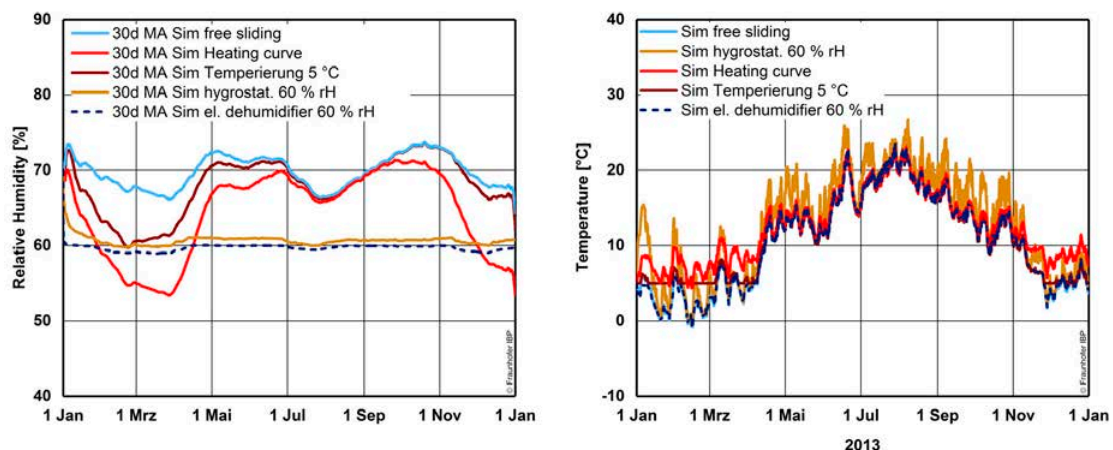 90
80
70
60
50
40
Relative Humidity [%]
30d MA Sim free sliding
30d MA Sim Heating curve
30d MA Sim Temperierung 5 °C
30d MA Sim hygrostat. 60 % rH
30d MA Sim el. dehumidifier 60 % rH
© Fraunhofer IBP
1 Jan 1 Mrz 1 Mai 1 Jul 1 Sep 1 Nov 1 Jan
40
30
20
10
0
-10
Temperature [°C]
Sim free sliding
Sim hygrostat. 60 % rH
Sim Heating curve
Sim Temperierung 5 °C
Sim el. dehumidifier 60 % rH
© Fraunhofer IBP
1 Jan 1 Mrz 1 Mai 1 Jul 1 Sep 1 Nov 1 Jan
2013